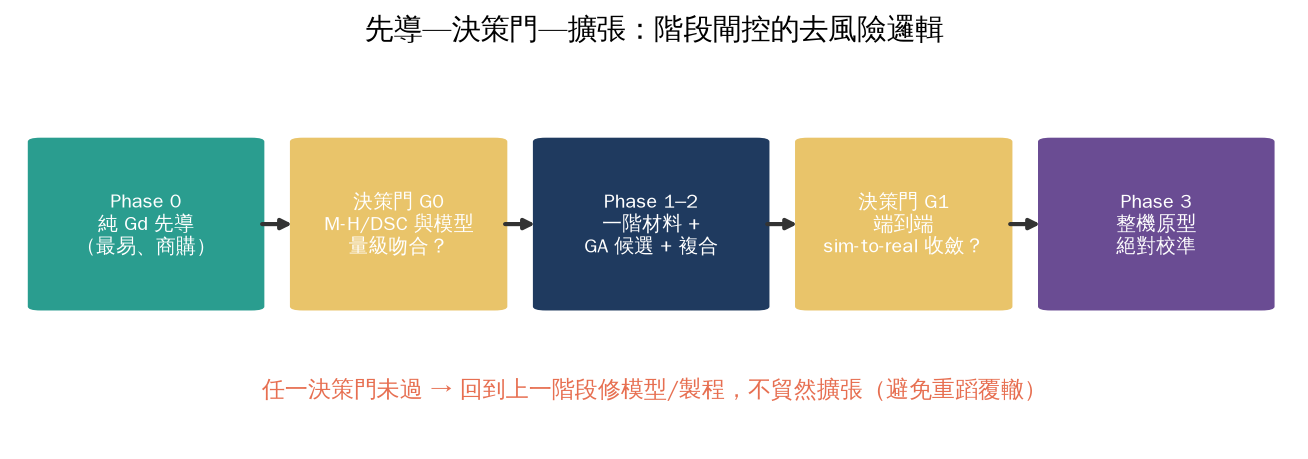 先導—決策門—擴張：階段閘控的去風險邏輯
Phase 0
純 Gd 先導
（最易、商購）
決策門 G0
M-H/DSC 與模型
量級吻合？
Phase 1–2
一階材料 +
GA 候選 + 複合
決策門 G1
端到端
sim-to-real 收斂？
Phase 3
整機原型
絕對校準
任一決策門未過 → 回到上一階段修模型/製程，不貿然擴張（避免重蹈覆轍）